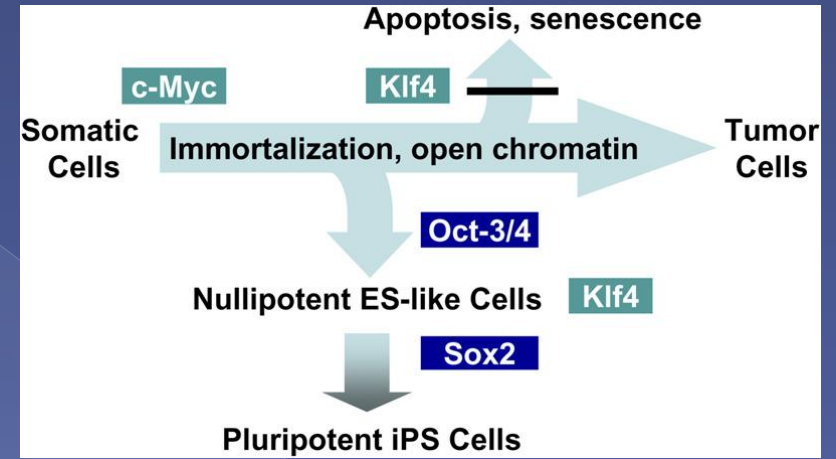 Apoptosis, senescence
c-Myc
Klf4
Somatic
Cells
Immortalization, open chromatin
Tumor
Cells
Oct-3/4
Nullipotent ES-like Cells
Klf4
Sox2
Pluripotent iPS Cells